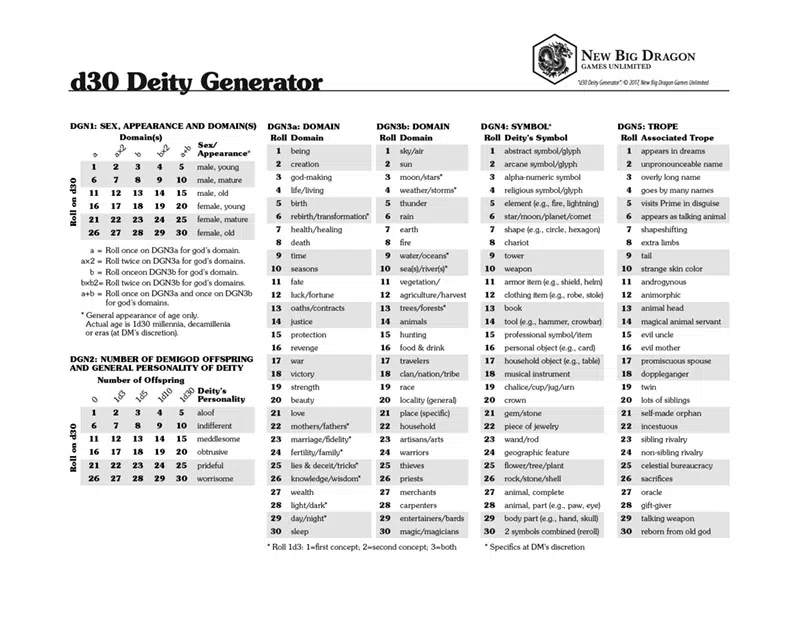 NEW BIG DRAGON
GAMES UNLIMITED
d30 Deity Generator
"d30 Deity Generator": © 2017, New Big Dragon Games Unlimited
DGN1: SEX, APPEARANCE AND DOMAIN(S)
Domain(s)
a a×2 b b×2 a+b Sex/
Appearance*
Roll on d30
1 2 3 4 5 male, young
6 7 8 9 10 male, mature
11 12 13 14 15 male, old
16 17 18 19 20 female, young
21 22 23 24 25 female, mature
26 27 28 29 30 female, old
a = Roll once on DGN3a for god's domain.
a×2 = Roll twice on DGN3a for god's domains.
b = Roll onceon DGN3b for god's domain.
b×b2= Roll twice on DGN3b for god's domains.
a+b = Roll once on DGN3a and once on DGN3b
for god's domains.
* General appearance of age only.
Actual age is 1d30 millennia, decamillenia
or eras (at DM's discretion).
DGN2: NUMBER OF DEMIGOD OFFSPRING
AND GENERAL PERSONALITY OF DEITY
Number of Offspring
0 1d3 1d5 1d10 1d30 Deity's
Personality
Roll on d30
1 2 3 4 5 aloof
6 7 8 9 10 indifferent
11 12 13 14 15 meddlesome
16 17 18 19 20 obtrusive
21 22 23 24 25 prideful
26 27 28 29 30 worrisome
DGN3a: DOMAIN
Roll Domain
1 being
2 creation
3 god-making
4 life/living
5 birth
6 rebirth/transformation*
7 health/healing
8 death
9 time
10 seasons
11 fate
12 luck/fortune
13 oaths/contracts
14 justice
15 protection
16 revenge
17 war
18 victory
19 strength
20 beauty
21 love
22 mothers/fathers*
23 marriage/fidelity*
24 fertility/family*
25 lies & deceit/tricks*
26 knowledge/wisdom*
27 wealth
28 light/dark*
29 day/night*
30 sleep
* Roll 1d3: 1=first concept; 2=second concept; 3=both
DGN3b: DOMAIN
Roll Domain
1 sky/air
2 sun
3 moon/stars*
4 weather/storms*
5 thunder
6 rain
7 earth
8 fire
9 water/oceans*
10 sea(s)/river(s)*
11 vegetation/
12 agriculture/harvest
13 trees/forests*
14 animals
15 hunting
16 food & drink
17 travelers
18 clan/nation/tribe
19 race
20 locality (general)
21 place (specific)
22 household
23 artisans/arts
24 warriors
25 thieves
26 priests
27 merchants
28 carpenters
29 entertainers/bards
30 magic/magicians
DGN4: SYMBOL*
Roll Deity's Symbol
1 abstract symbol/glyph
2 arcane symbol/glyph
3 alpha-numeric symbol
4 religious symbol/glyph
5 element (e.g., fire, lightning)
6 star/moon/planet/comet
7 shape (e.g., circle, hexagon)
8 chariot
9 tower
10 weapon
11 armor item (e.g., shield, helm)
12 clothing item (e.g., robe, stole)
13 book
14 tool (e.g., hammer, crowbar)
15 professional symbol/item
16 personal object (e.g., card)
17 household object (e.g., table)
18 musical instrument
19 chalice/cup/jug/urn
20 crown
21 gem/stone
22 piece of jewelry
23 wand/rod
24 geographic feature
25 flower/tree/plant
26 rock/stone/shell
27 animal, complete
28 animal, part (e.g., paw, eye)
29 body part (e.g., hand, skull)
30 2 symbols combined (reroll)
* Specifics at DM's discretion
DGN5: TROPE
Roll Associated Trope
1 appears in dreams
2 unpronounceable name
3 overly long name
4 goes by many names
5 visits Prime in disguise
6 appears as talking animal
7 shapeshifting
8 extra limbs
9 tail
10 strange skin color
11 androgynous
12 animorphic
13 animal head
14 magical animal servant
15 evil uncle
16 evil mother
17 promiscuous spouse
18 doppleganger
19 twin
20 lots of siblings
21 self-made orphan
22 incestuous
23 sibling rivalry
24 non-sibling rivalry
25 celestial bureaucracy
26 sacrifices
27 oracle
28 gift-giver
29 talking weapon
30 reborn from old god